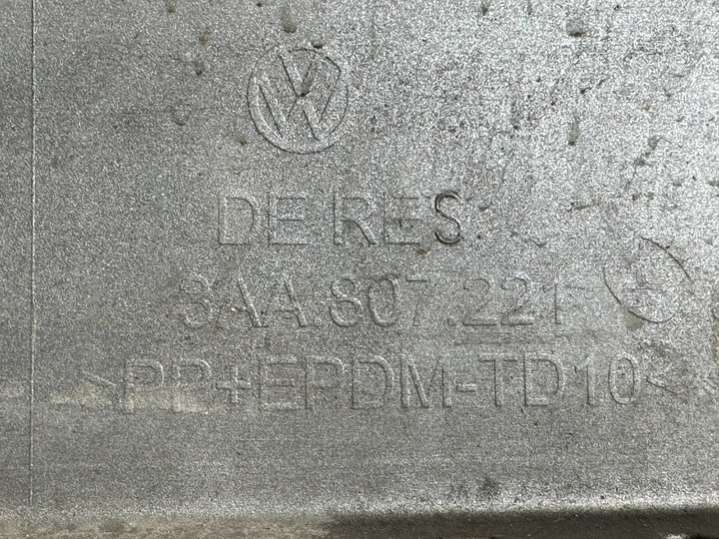 DE RES
3AA.807.221
>PP+EPDM-TD10<